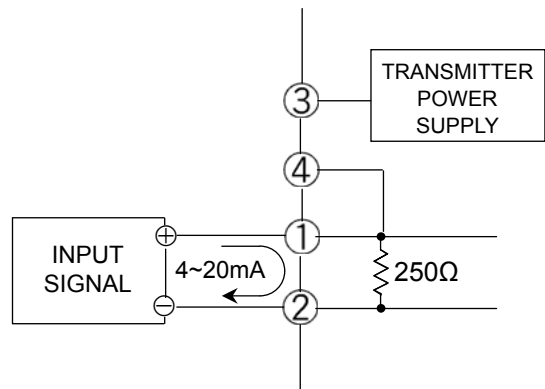 TRANSMITTER
POWER
SUPPLY
③
④
①
②
INPUT
SIGNAL
⊕
⊖
4~20mA
250Ω